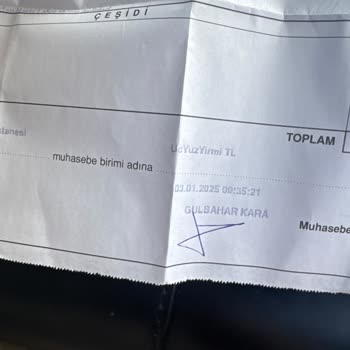 ÇEŞİDİ
TOPLAM
stanesi
ÜçYüzYirmi TL
muhasebe birimi adına
03.01.2025 09:35:21
GÜLBAHAR KARA
Muhasebe